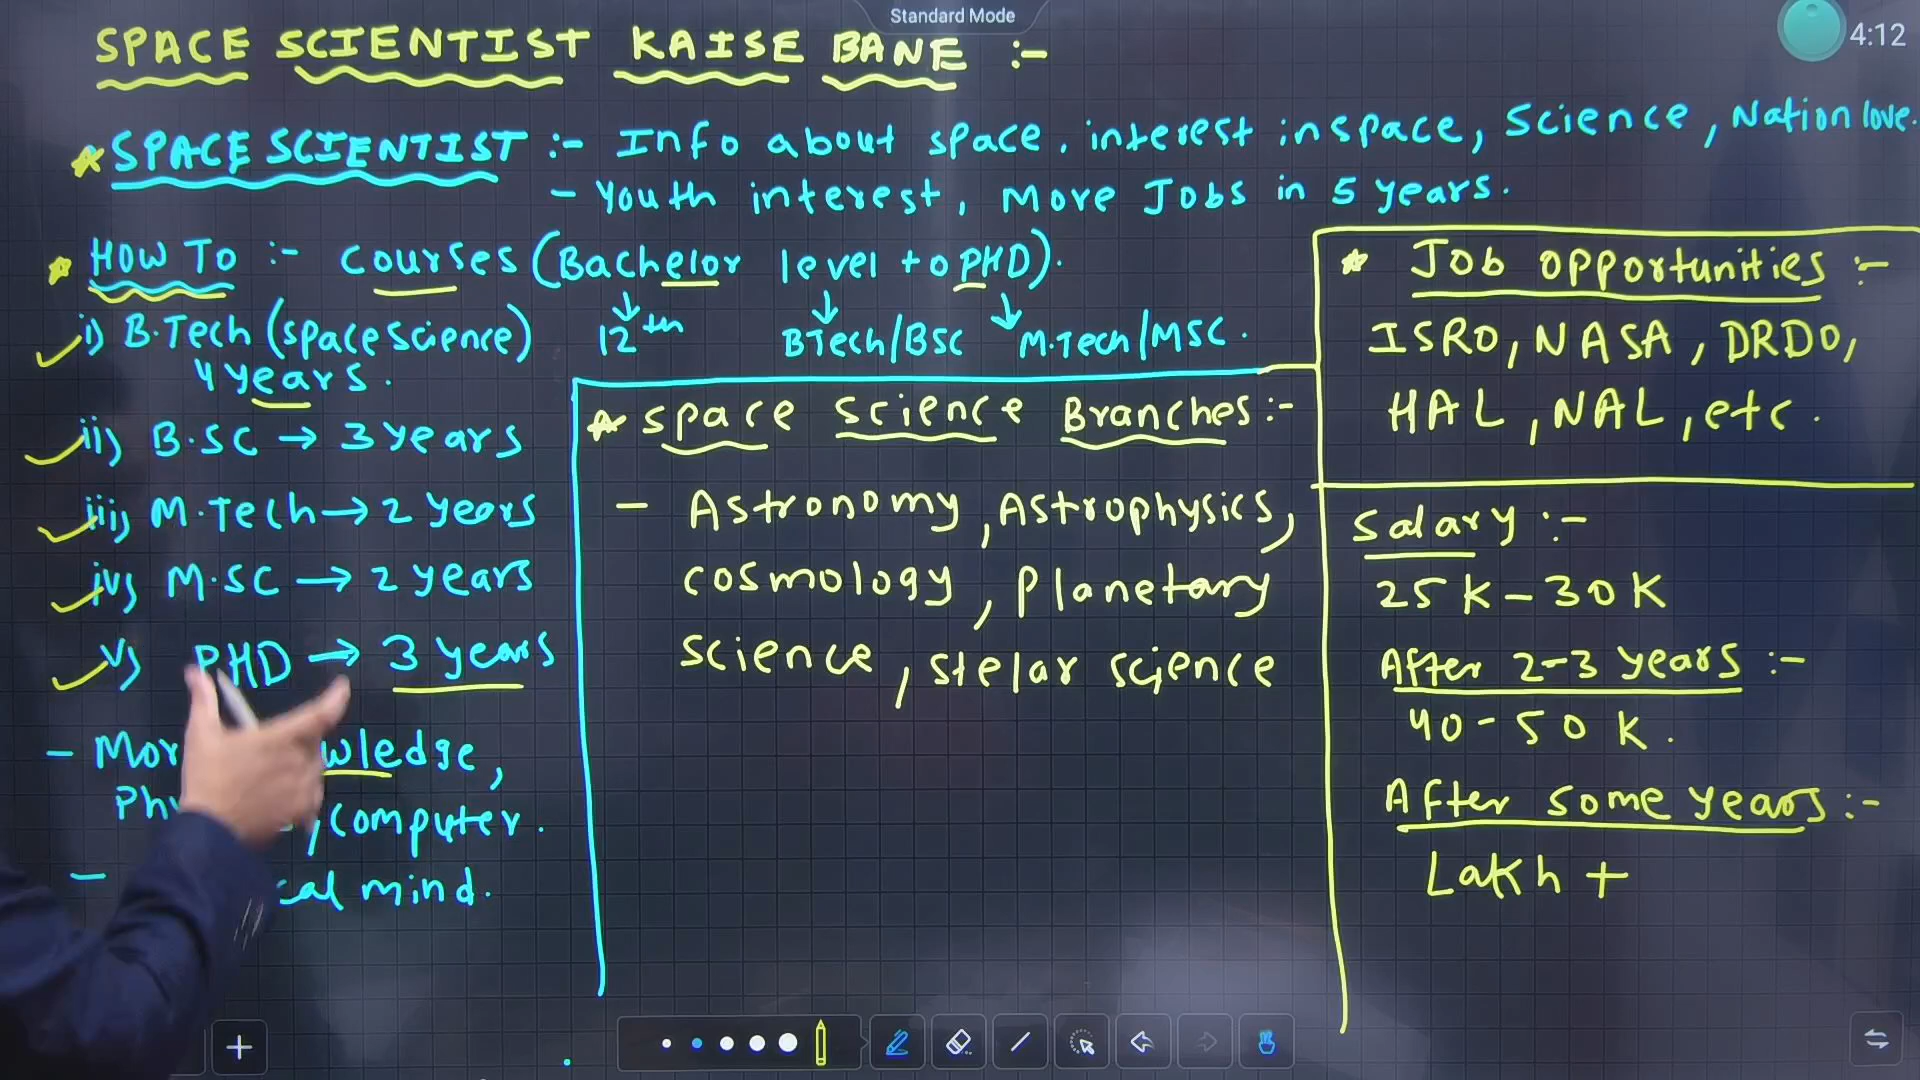 Standard Mode
4:12
SPACE SCIENTIST KAISE BANE :-
SPACE SCIENTIST :- Info about space, interest in space, Science, Nation love.
- Youth interest, More Jobs in 5 years.
HOW TO :- Courses (Bachelor level to PHD).
12th BTech/BSC M.Tech/MSC.
i) B.Tech (space science)
4 years.
ii) B.SC → 3 years
iii) M.Tech → 2 years
iv) M.SC → 2 years
v) PHD → 3 years
- wledge,
, computer.
- cal mind.
Space Science Branches :-
- Astronomy, Astrophysics,
cosmology, Planetary
science, stelar science
Job opportunities :-
ISRO, NASA, DRDO,
HAL, NAL, etc.
Salary :-
25K - 30K
After 2-3 years :-
40-50 K.
After some years :-
Lakh +